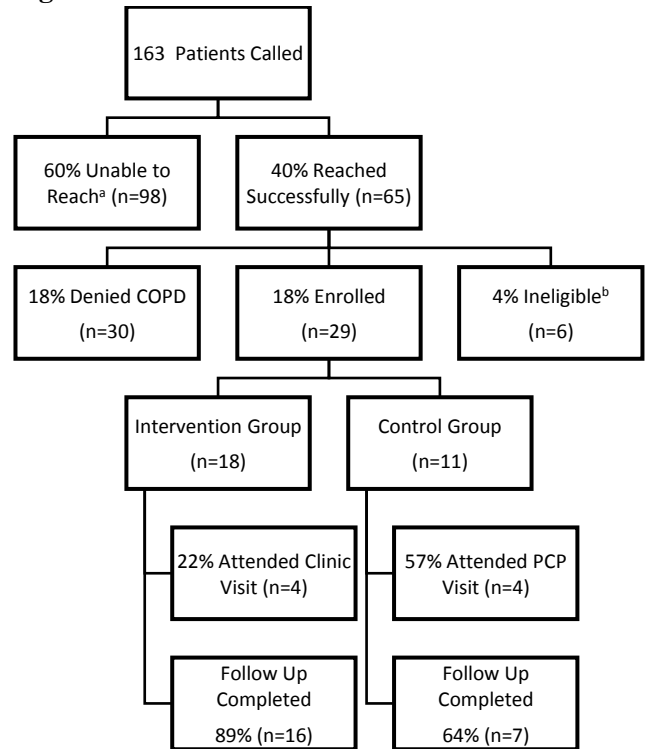 163 Patients Called
60% Unable to
Reachᵃ (n=98)
40% Reached
Successfully (n=65)
18% Denied COPD
(n=30)
18% Enrolled
(n=29)
4% Ineligibleᵇ
(n=6)
Intervention Group
(n=18)
Control Group
(n=11)
22% Attended Clinic
Visit (n=4)
57% Attended PCP
Visit (n=4)
Follow Up
Completed
89% (n=16)
Follow Up
Completed
64% (n=7)